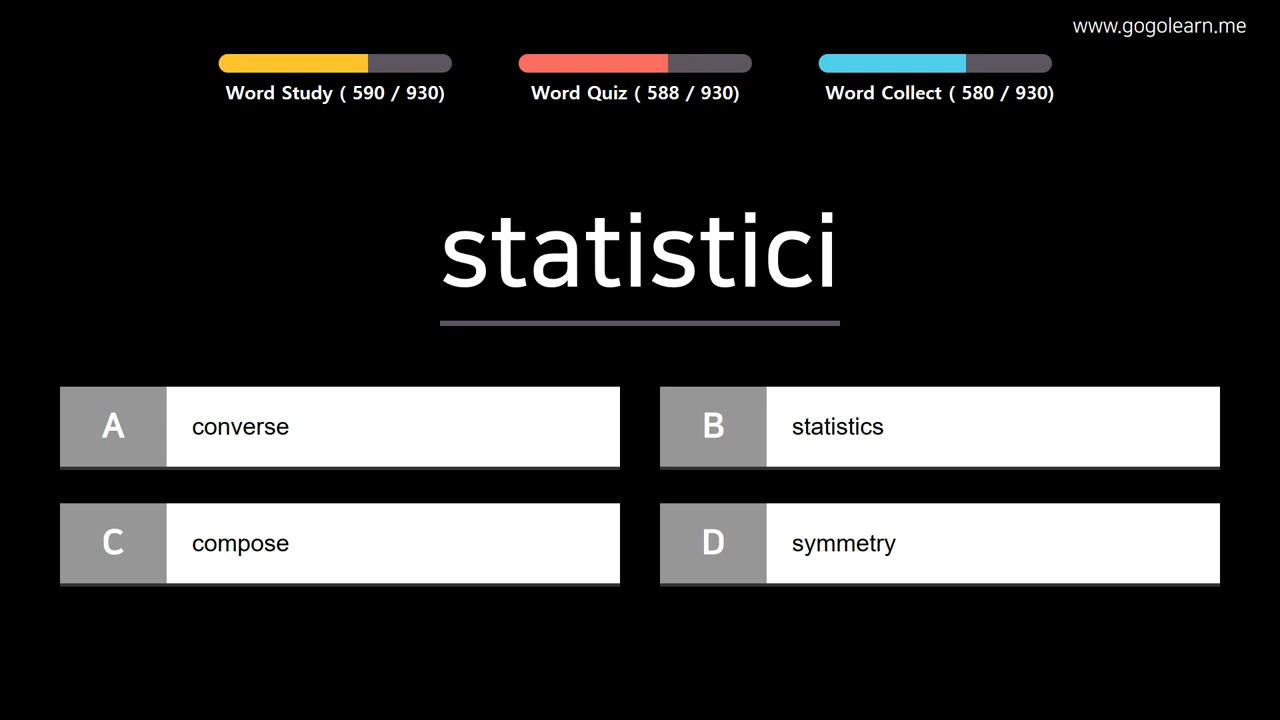 www.gogolearn.me
Word Study ( 590 / 930)
Word Quiz ( 588 / 930)
Word Collect ( 580 / 930)
statistici
A converse
B statistics
C compose
D symmetry